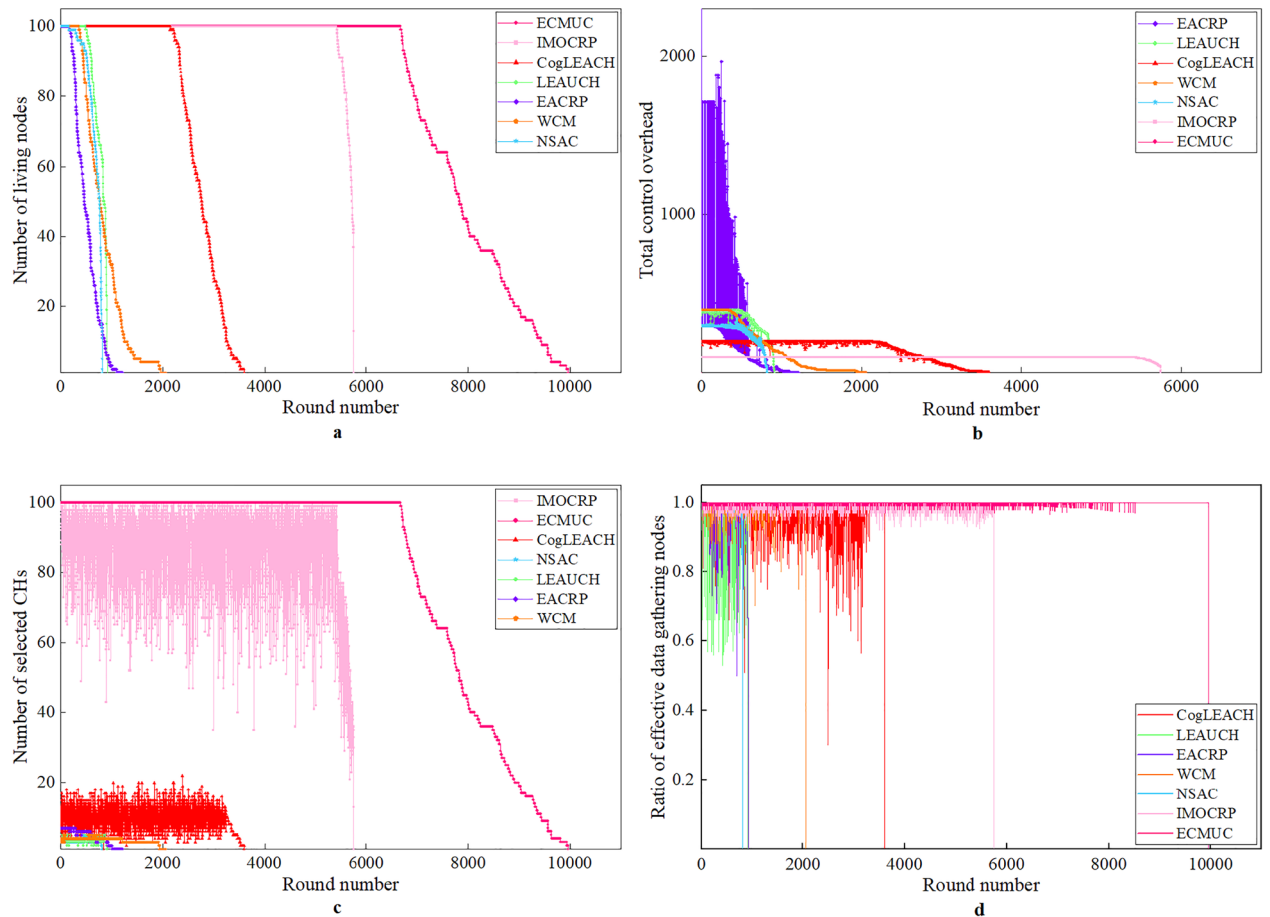 Number of living nodes
100
80
60
40
20
0
2000
4000
6000
8000
10000
Round number
ECMUC
IMOCRP
CogLEACH
LEAUCH
EACRP
WCM
NSAC
a
Total control overhead
2000
1000
0
2000
4000
6000
Round number
EACRP
LEAUCH
CogLEACH
WCM
NSAC
IMOCRP
ECMUC
b
Number of selected CHs
100
80
60
40
20
0
2000
4000
6000
8000
10000
Round number
IMOCRP
ECMUC
CogLEACH
NSAC
LEAUCH
EACRP
WCM
c
Ratio of effective data gathering nodes
1.0
0.8
0.6
0.4
0.2
0
2000
4000
6000
8000
10000
Round number
CogLEACH
LEAUCH
EACRP
WCM
NSAC
IMOCRP
ECMUC
d